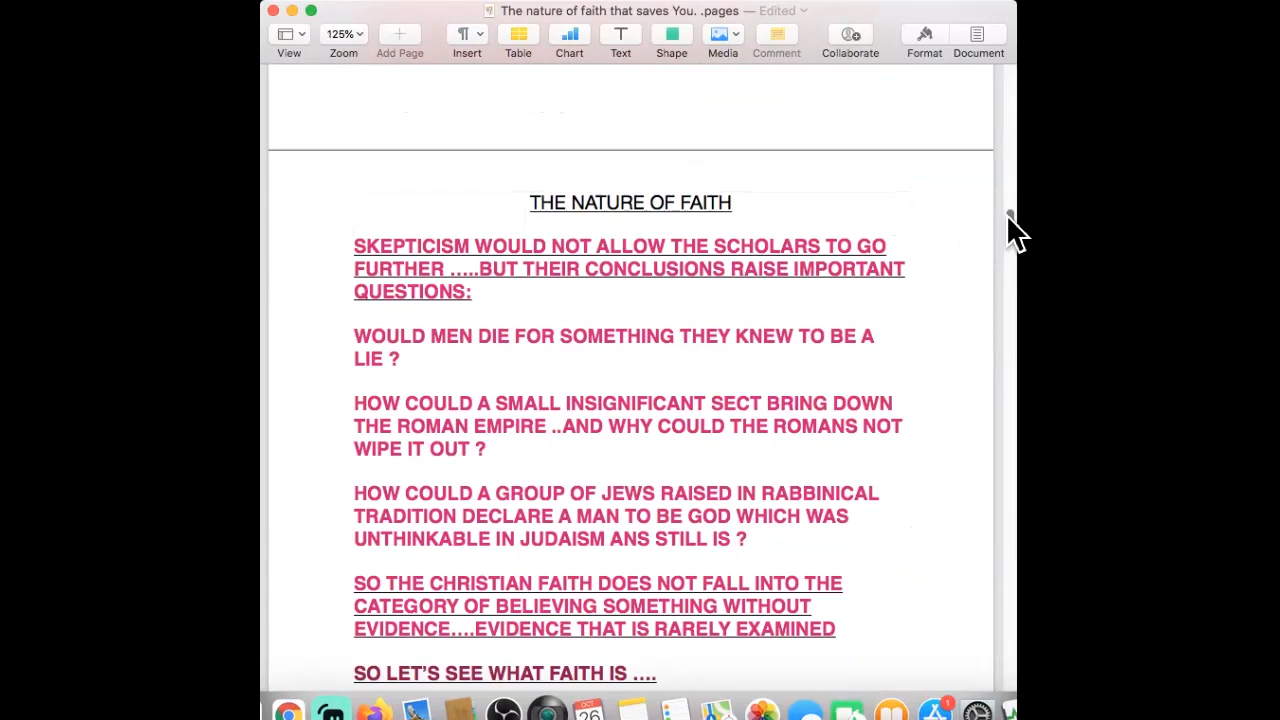 The nature of faith that saves You. .pages — Edited
125%
View Zoom Add Page Insert Table Chart Text Shape Media Comment Collaborate Format Document
THE NATURE OF FAITH
SKEPTICISM WOULD NOT ALLOW THE SCHOLARS TO GO
FURTHER …..BUT THEIR CONCLUSIONS RAISE IMPORTANT
QUESTIONS:
WOULD MEN DIE FOR SOMETHING THEY KNEW TO BE A
LIE ?
HOW COULD A SMALL INSIGNIFICANT SECT BRING DOWN
THE ROMAN EMPIRE ..AND WHY COULD THE ROMANS NOT
WIPE IT OUT ?
HOW COULD A GROUP OF JEWS RAISED IN RABBINICAL
TRADITION DECLARE A MAN TO BE GOD WHICH WAS
UNTHINKABLE IN JUDAISM ANS STILL IS ?
SO THE CHRISTIAN FAITH DOES NOT FALL INTO THE
CATEGORY OF BELIEVING SOMETHING WITHOUT
EVIDENCE….EVIDENCE THAT IS RARELY EXAMINED
SO LET’S SEE WHAT FAITH IS ….
OCT
26
1